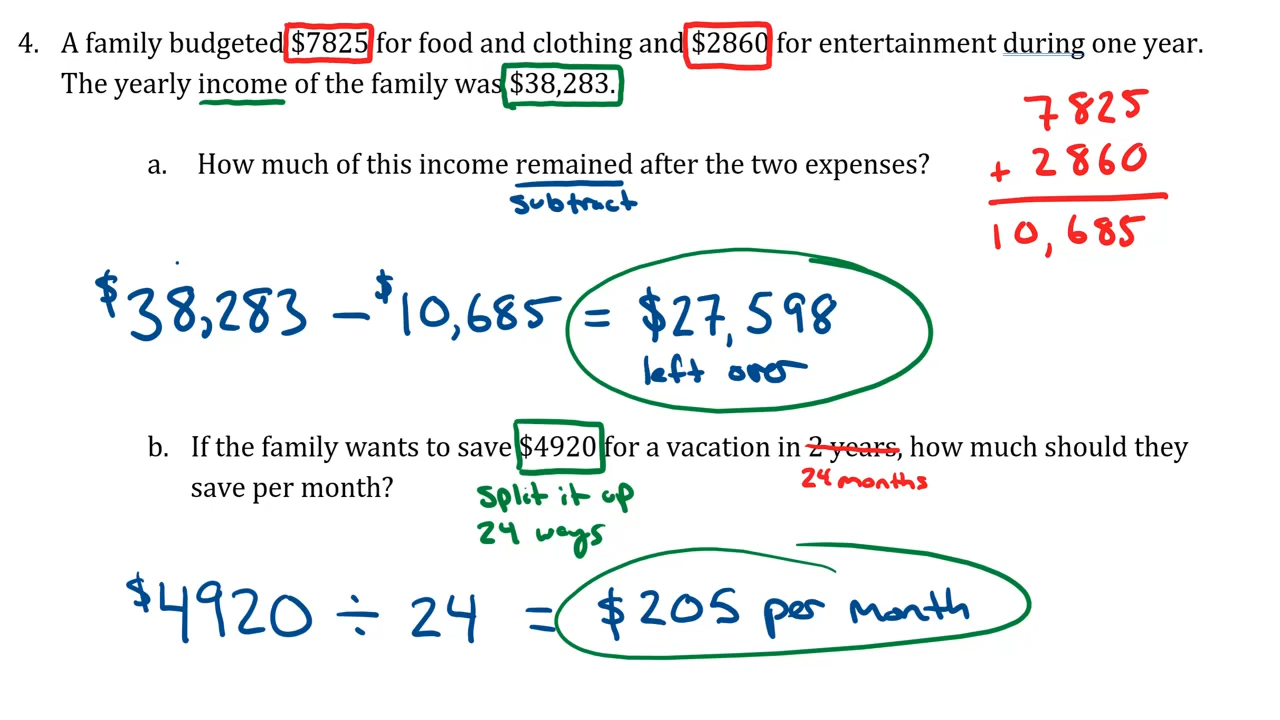 4. A family budgeted $7825 for food and clothing and $2860 for entertainment during one year.
The yearly income of the family was $38,283.
7825
+ 2860
10,685
a. How much of this income remained after the two expenses?
subtract
$38,283 – $10,685 = $27,598
left over
b. If the family wants to save $4920 for a vacation in 2 years, how much should they
24 months
save per month?
split it up
24 ways
$4920 ÷ 24 = $205 per month